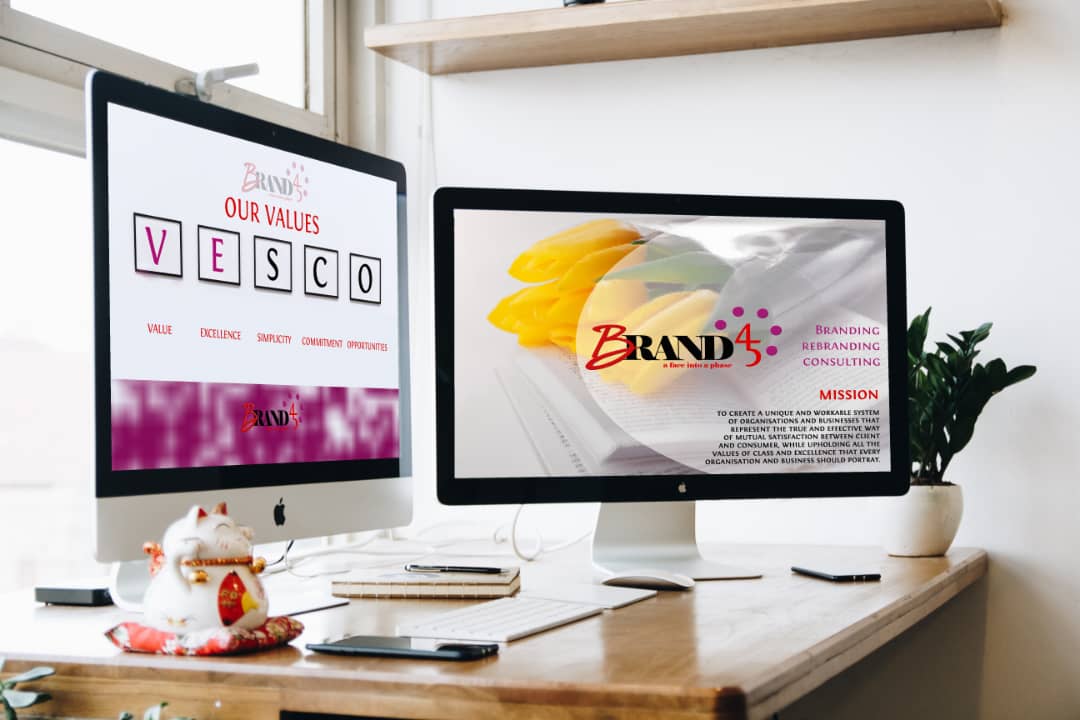 BRAND45
OUR VALUES
V E S C O
VALUE EXCELLENCE SIMPLICITY COMMITMENT OPPORTUNITIES
BRAND45
BRAND45
a face into a phase
BRANDING
REBRANDING
CONSULTING
MISSION
TO CREATE A UNIQUE AND WORKABLE SYSTEM
OF ORGANISATIONS AND BUSINESSES THAT
REPRESENT THE TRUE AND EFFECTIVE WAY
OF MUTUAL SATISFACTION BETWEEN CLIENT
AND CONSUMER, WHILE UPHOLDING ALL THE
VALUES OF CLASS AND EXCELLENCE THAT EVERY
ORGANISATION AND BUSINESS SHOULD PORTRAY.